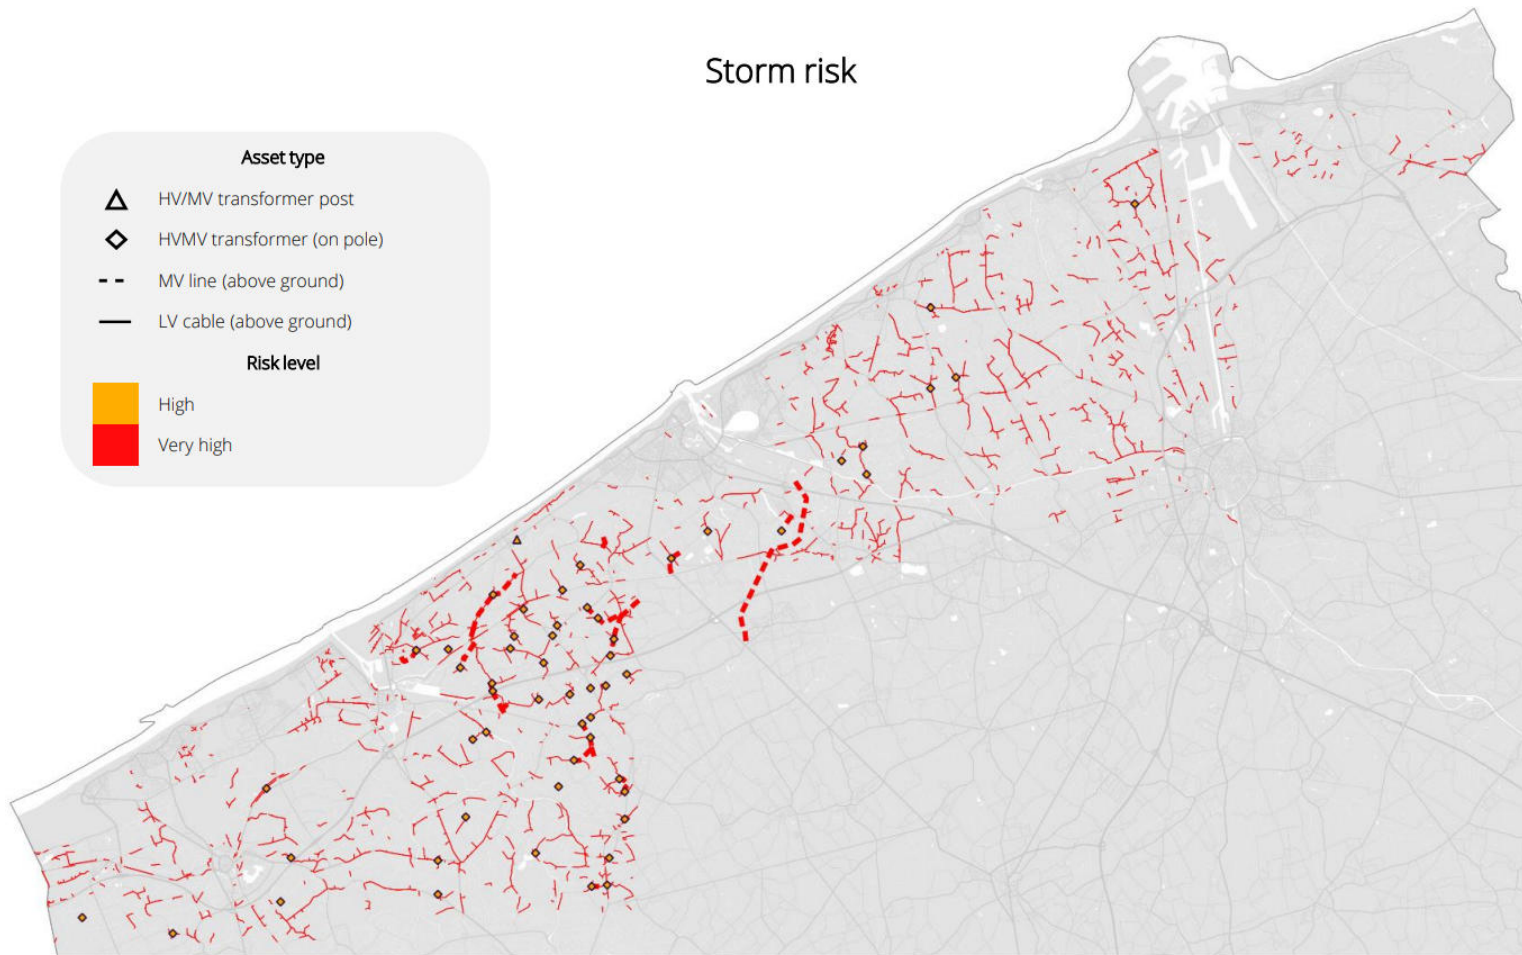 Storm risk
Asset type
HV/MV transformer post
HVMV transformer (on pole)
MV line (above ground)
LV cable (above ground)
Risk level
High
Very high